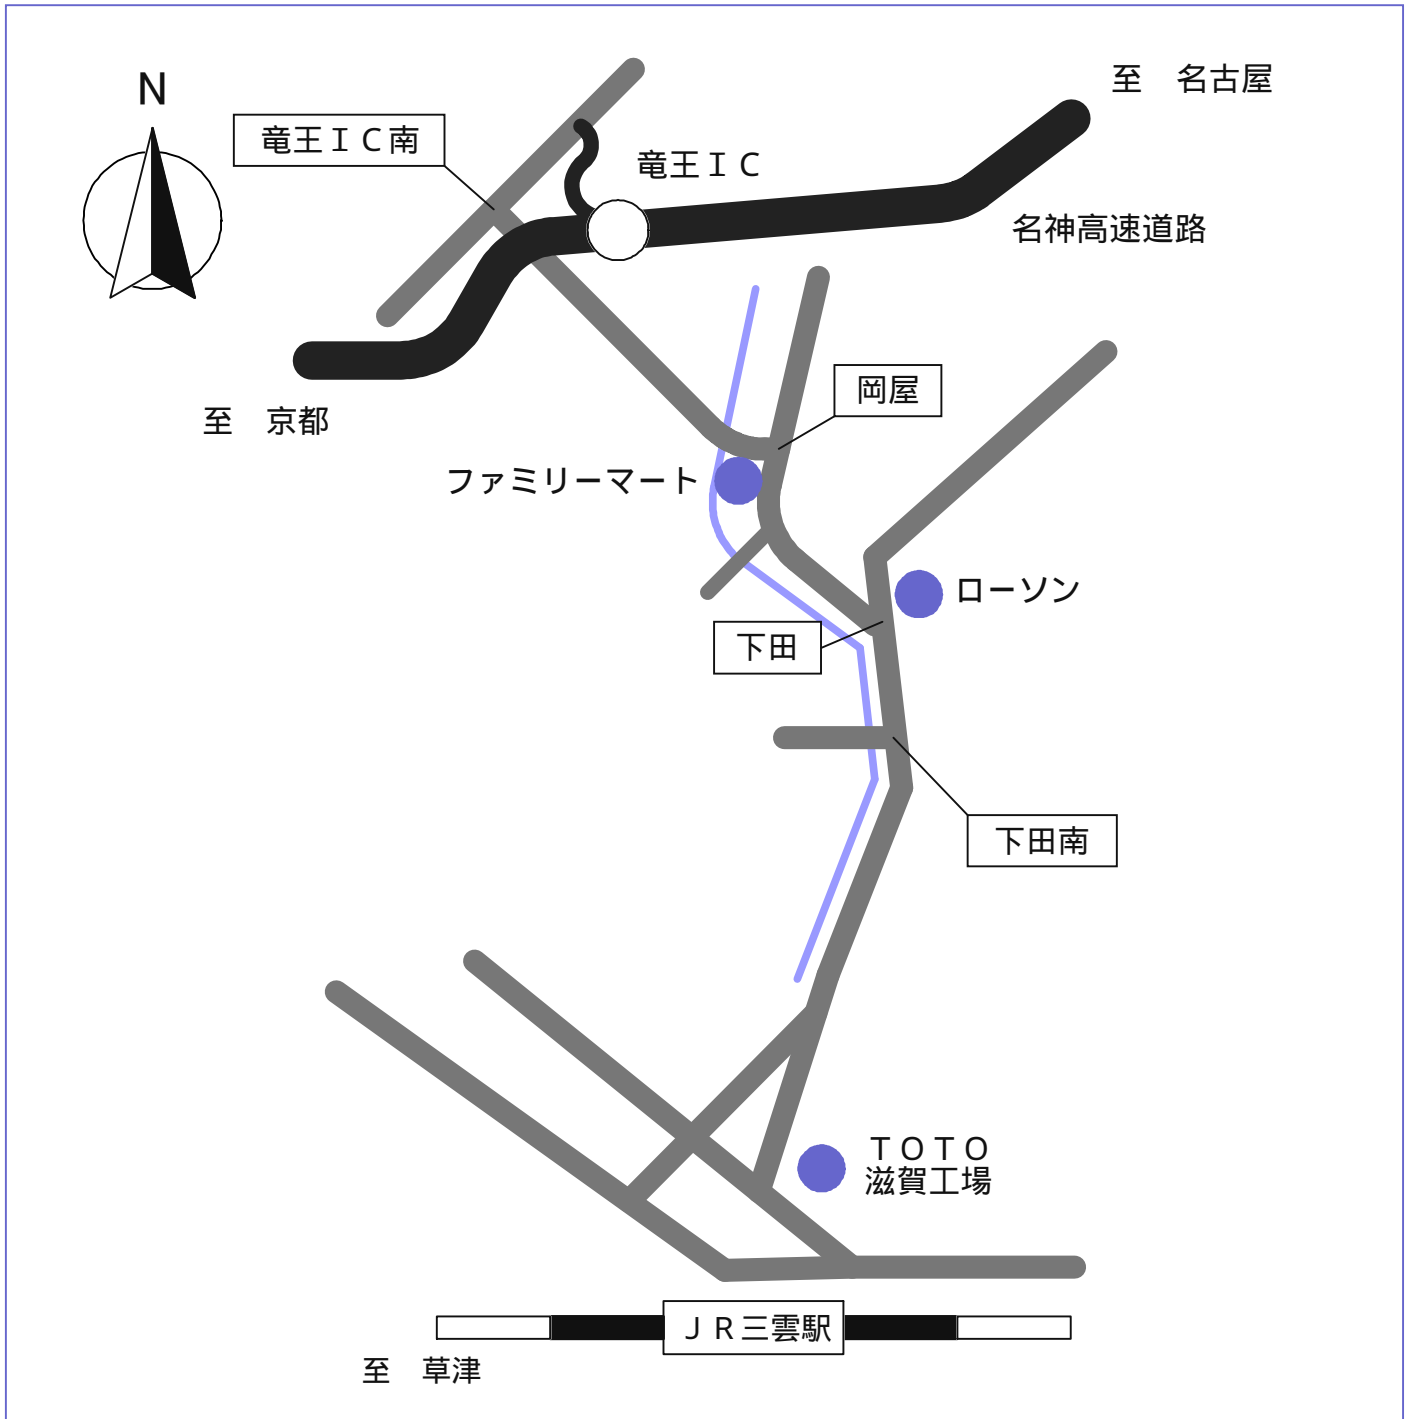 N
至　名古屋
竜王ＩＣ南
竜王ＩＣ
名神高速道路
岡屋
至　京都
ファミリーマート
ローソン
下田
下田南
ＴＯＴＯ
滋賀工場
ＪＲ三雲駅
至　草津